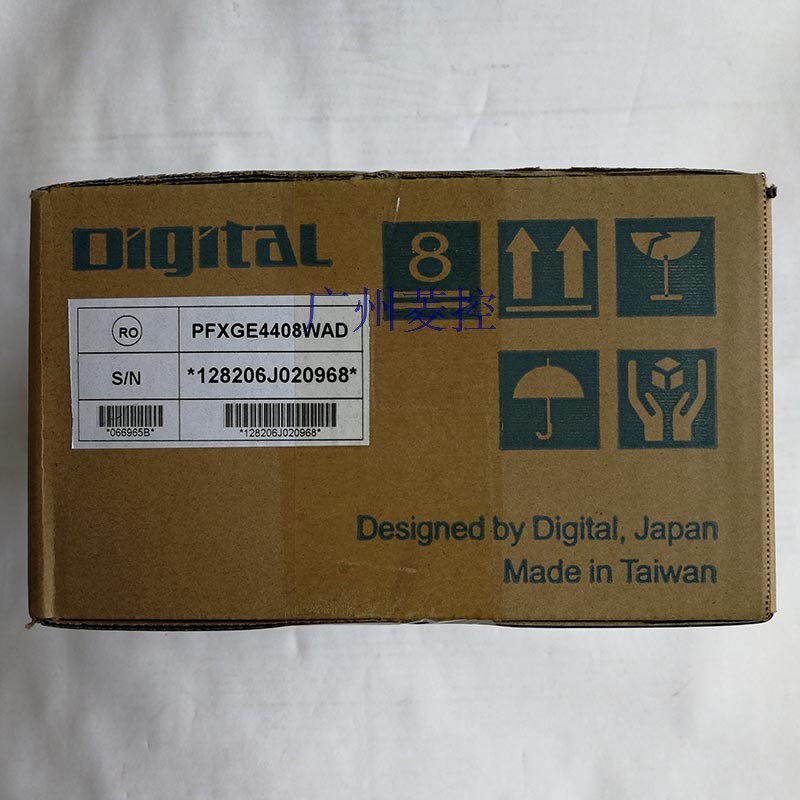 Digital
8
广州菱控
RO
PFXGE4408WAD
S/N
*128206J020968*
*066965B*
*128206J020968*
Designed by Digital, Japan
Made in Taiwan